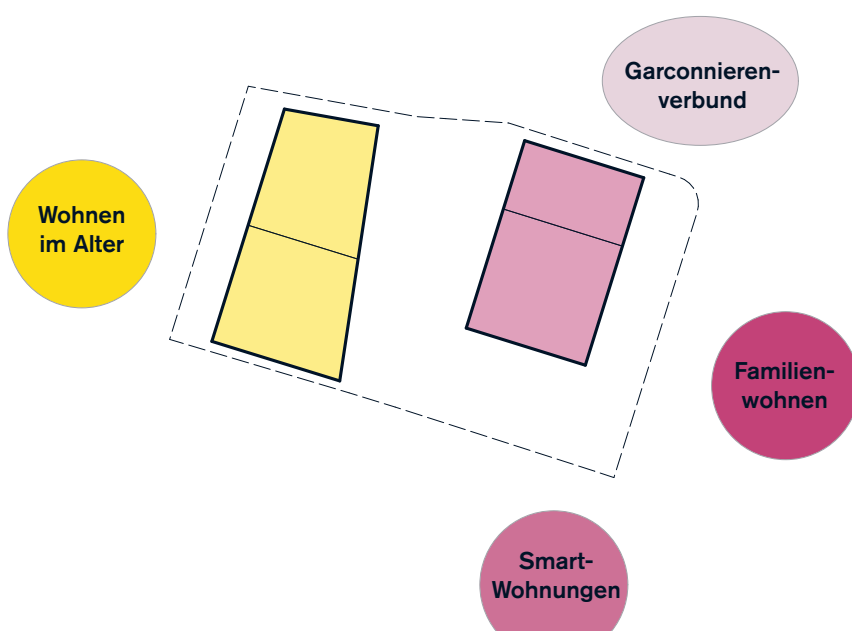 Garconnieren-
verbund
Wohnen
im Alter
Familien-
wohnen
Smart-
Wohnungen